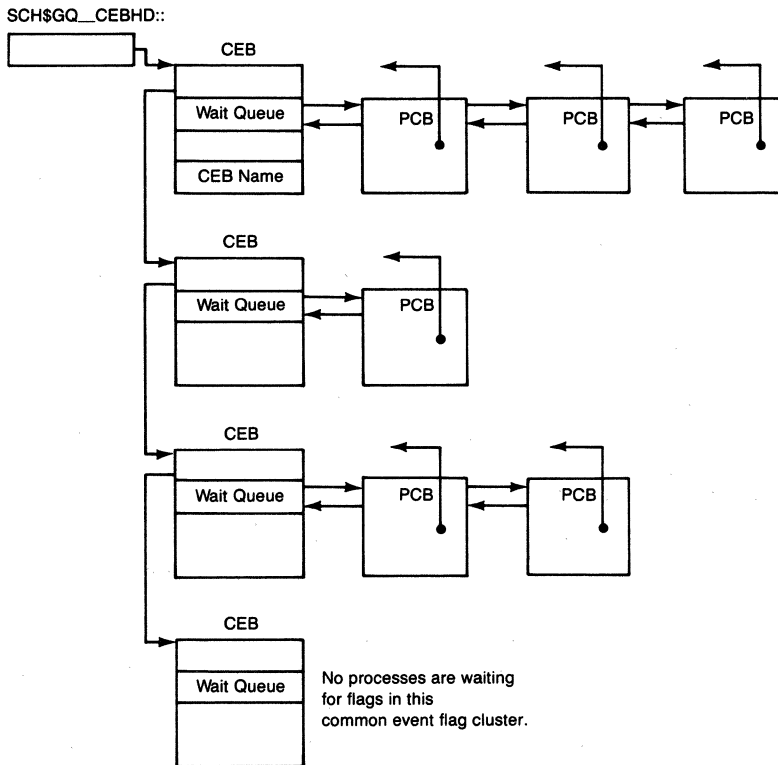 SCH$GQ__CEBHD::
CEB
Wait Queue
CEB Name
PCB
PCB
PCB
CEB
Wait Queue
PCB
CEB
Wait Queue
PCB
PCB
CEB
Wait Queue
No processes are waiting
for flags in this
common event flag cluster.